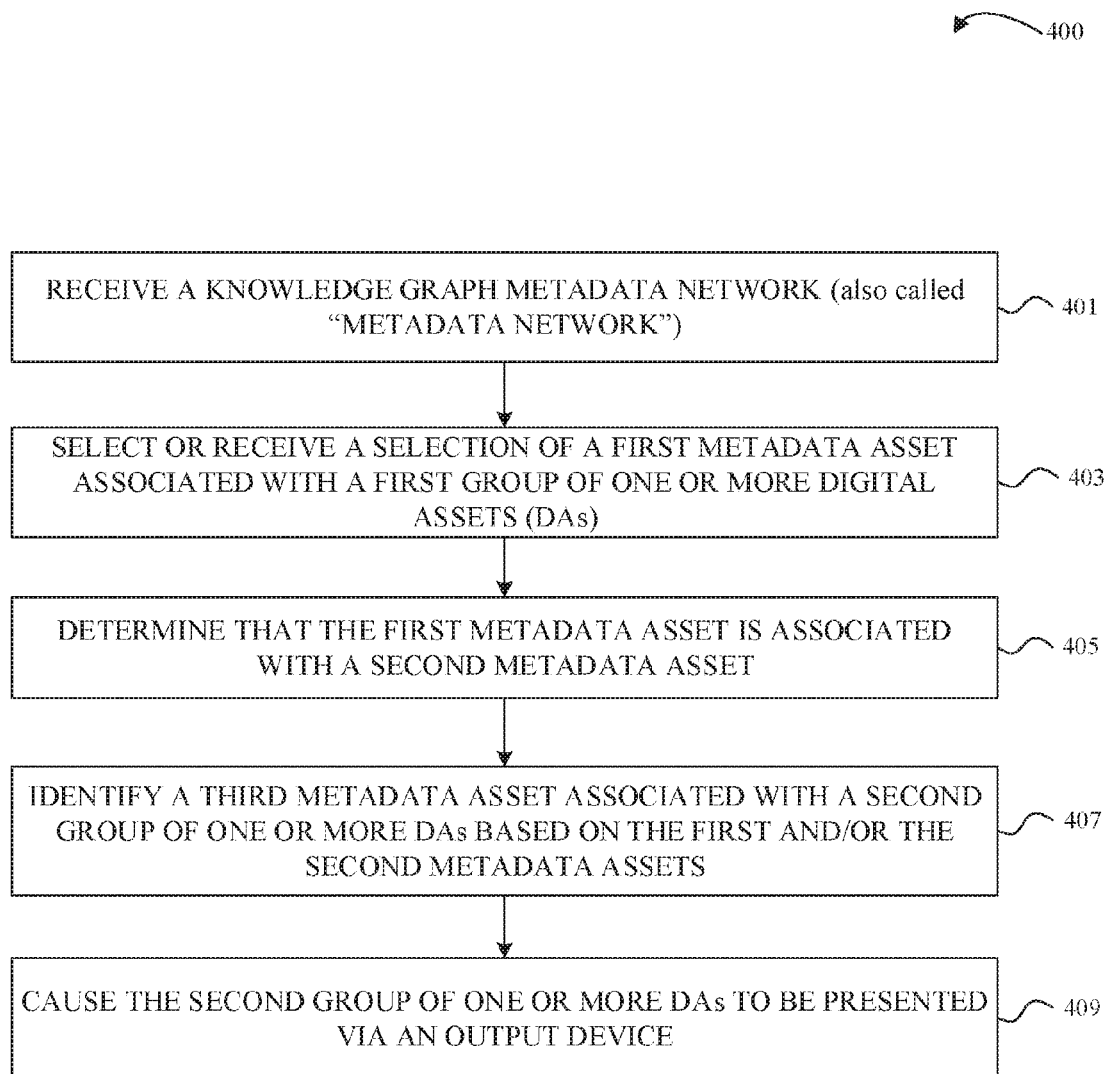 400
RECEIVE A KNOWLEDGE GRAPH METADATA NETWORK (also called
“METADATA NETWORK”)
401
SELECT OR RECEIVE A SELECTION OF A FIRST METADATA ASSET
ASSOCIATED WITH A FIRST GROUP OF ONE OR MORE DIGITAL
ASSETS (DAs)
403
DETERMINE THAT THE FIRST METADATA ASSET IS ASSOCIATED
WITH A SECOND METADATA ASSET
405
IDENTIFY A THIRD METADATA ASSET ASSOCIATED WITH A SECOND
GROUP OF ONE OR MORE DAs BASED ON THE FIRST AND/OR THE
SECOND METADATA ASSETS
407
CAUSE THE SECOND GROUP OF ONE OR MORE DAs TO BE PRESENTED
VIA AN OUTPUT DEVICE
409